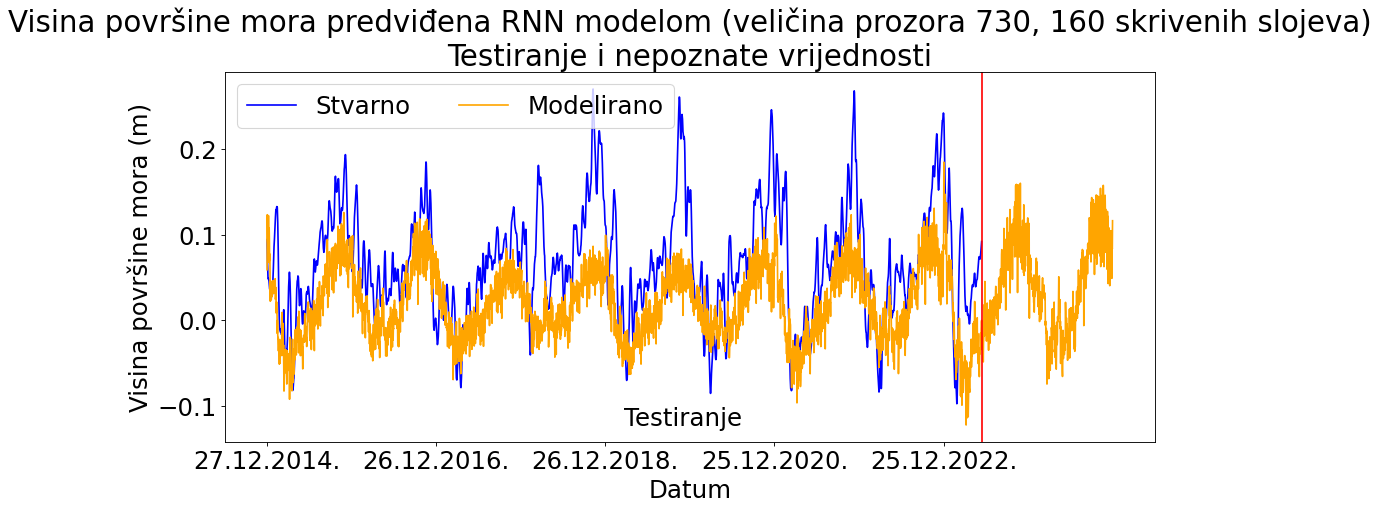 Visina površine mora predviđena RNN modelom (veličina prozora 730, 160 skrivenih slojeva)
Testiranje i nepoznate vrijednosti
Stvarno Modelirano
Visina površine mora (m)
0.2
0.1
0.0
−0.1
Testiranje
27.12.2014. 26.12.2016. 26.12.2018. 25.12.2020. 25.12.2022.
Datum